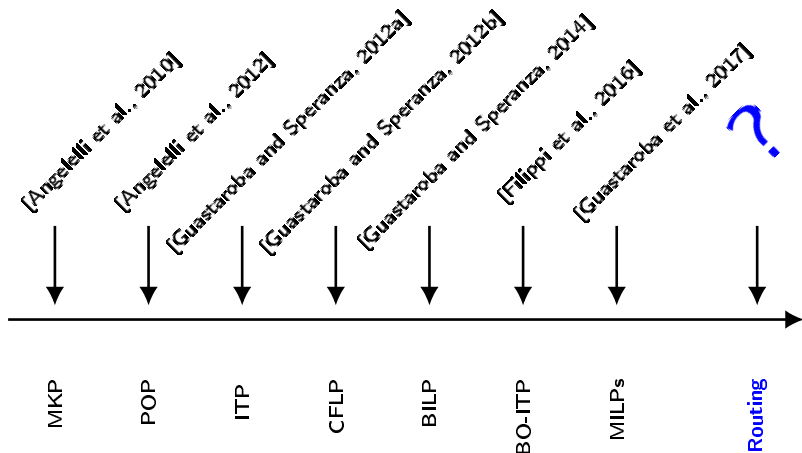 [Angelelli et al., 2010]
[Angelelli et al., 2012]
[Guastaroba and Speranza, 2012a]
[Guastaroba and Speranza, 2012b]
[Guastaroba and Speranza, 2014]
[Filippi et al., 2016]
[Guastaroba et al., 2017]
?
MKP
POP
ITP
CFLP
BILP
BO-ITP
MILPs
Routing